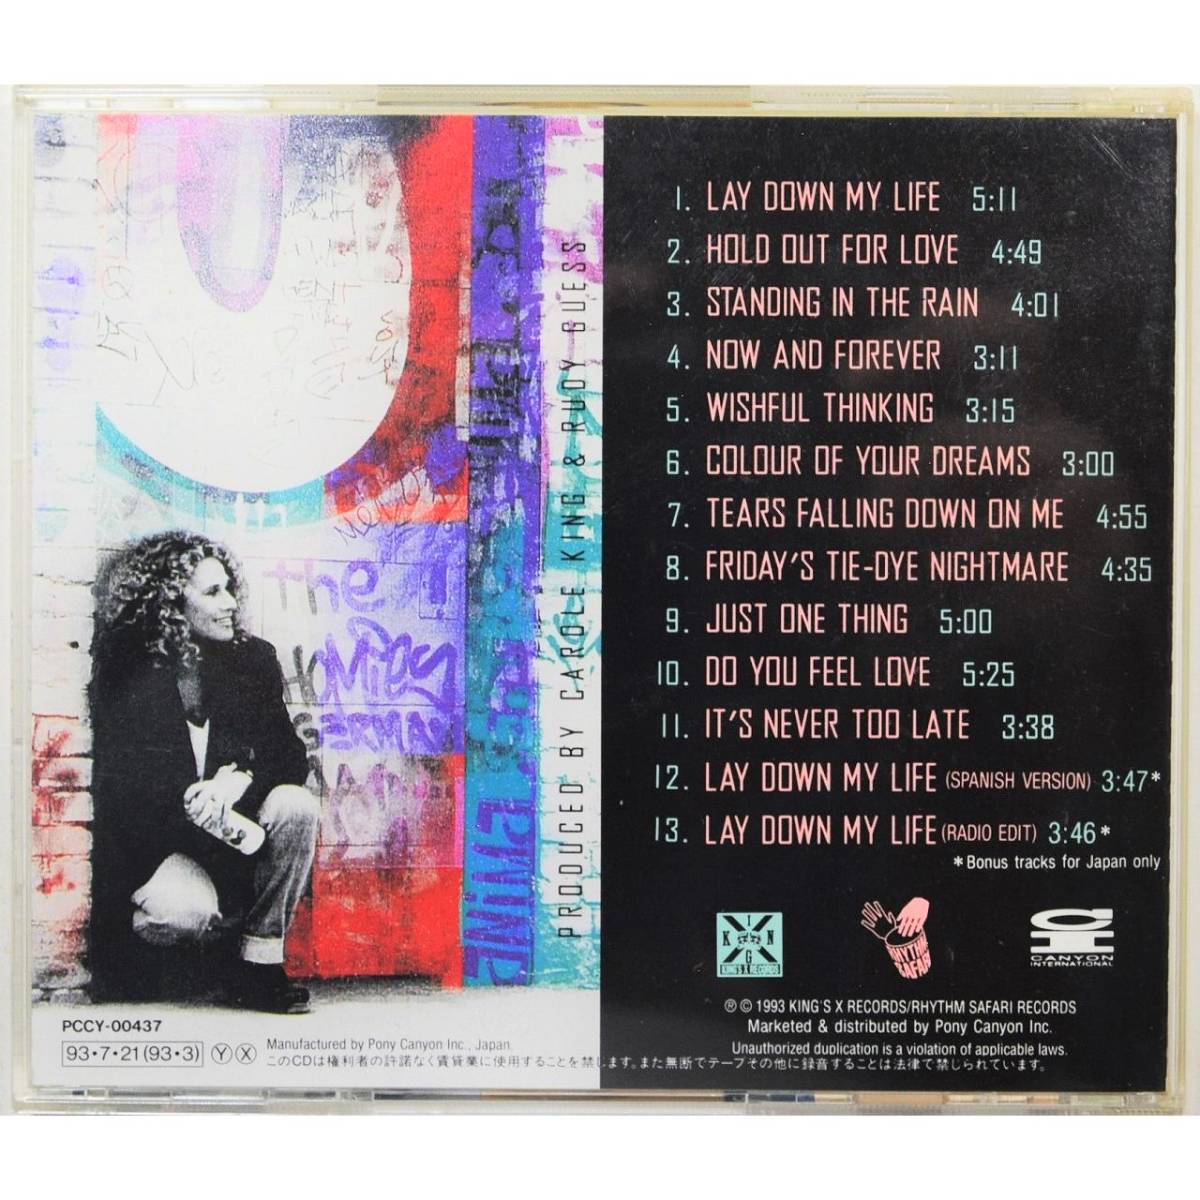 1. LAY DOWN MY LIFE 5:11
2. HOLD OUT FOR LOVE 4:49
3. STANDING IN THE RAIN 4:01
4. NOW AND FOREVER 3:11
5. WISHFUL THINKING 3:15
6. COLOUR OF YOUR DREAMS 3:00
7. TEARS FALLING DOWN ON ME 4:55
8. FRIDAY'S TIE-DYE NIGHTMARE 4:35
9. JUST ONE THING 5:00
10. DO YOU FEEL LOVE 5:25
11. IT'S NEVER TOO LATE 3:38
12. LAY DOWN MY LIFE (SPANISH VERSION) 3:47*
13. LAY DOWN MY LIFE (RADIO EDIT) 3:46*
*Bonus tracks for Japan only
PRODUCED BY CAROLE KING & RUDY GUESS
the
HOMIES
GERMAN
ANiMa
KING
KING'S X RECORDS
RHYTHM
SAFARI
CANYON
INTERNATIONAL
℗ © 1993 KING'S X RECORDS/RHYTHM SAFARI RECORDS
Marketed & distributed by Pony Canyon Inc.
Unauthorized duplication is a violation of applicable laws.
PCCY-00437
93・7・21(93・3) Ⓨ Ⓧ
Manufactured by Pony Canyon Inc., Japan.
このCDは権利者の許諾なく賃貸業に使用することを禁じます。また無断でテープその他に録音することは法律で禁じられています。